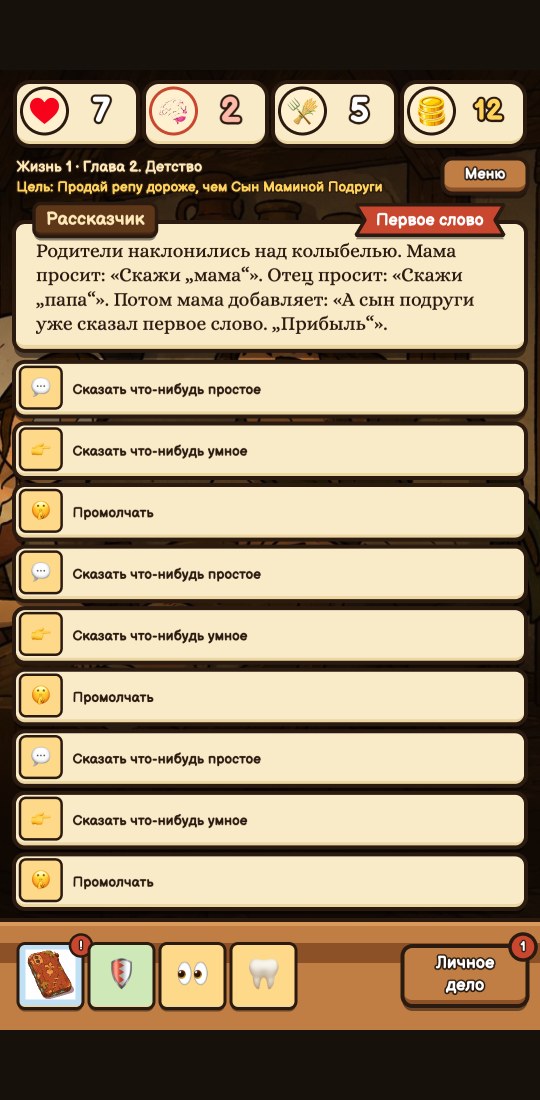 7
2
5
12
Жизнь 1 · Глава 2. Детство
Цель: Продай репу дороже, чем Сын Маминой Подруги
Меню
Рассказчик
Первое слово
Родители наклонились над колыбелью. Мама
просит: «Скажи „мама“». Отец просит: «Скажи
„папа“». Потом мама добавляет: «А сын подруги
уже сказал первое слово. „Прибыль“».
Сказать что-нибудь простое
Сказать что-нибудь умное
Промолчать
Сказать что-нибудь простое
Сказать что-нибудь умное
Промолчать
Сказать что-нибудь простое
Сказать что-нибудь умное
Промолчать
!
1
Личное
дело